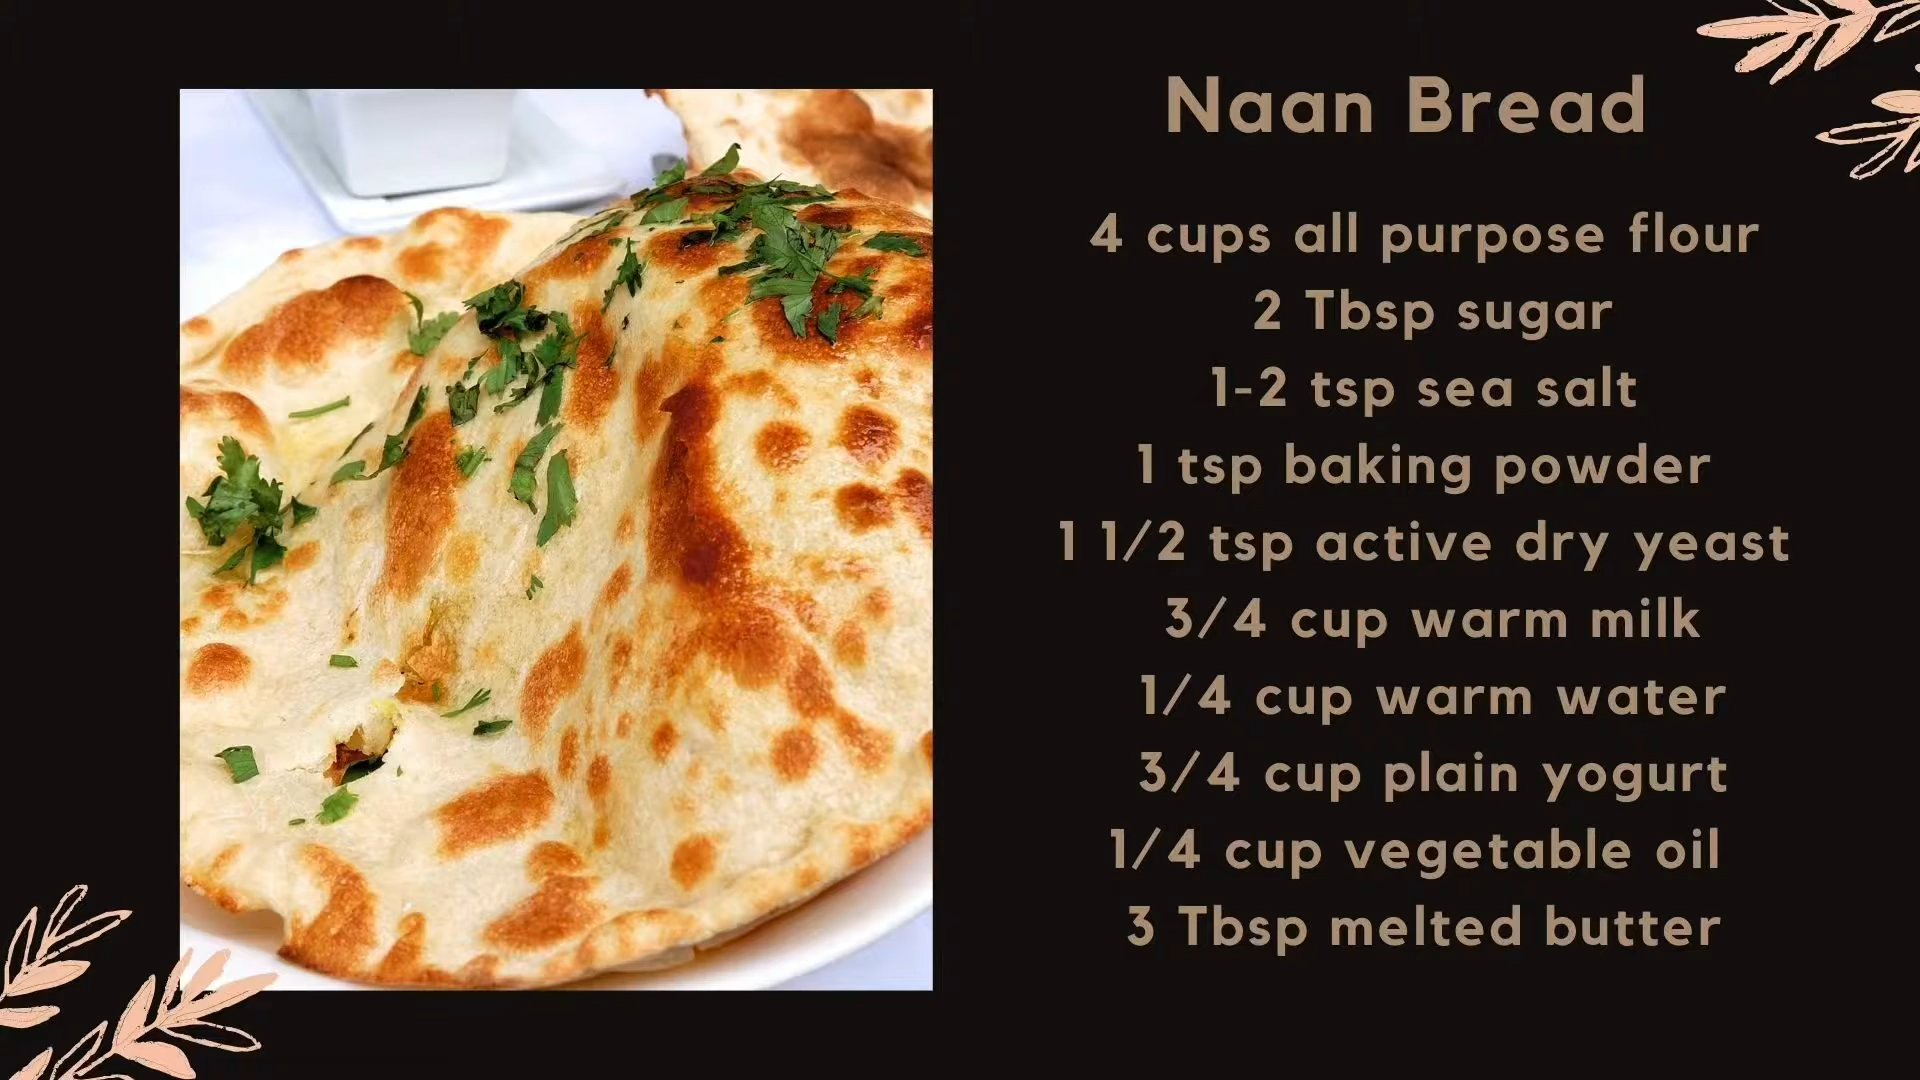 Naan Bread
4 cups all purpose flour
2 Tbsp sugar
1-2 tsp sea salt
1 tsp baking powder
1 1/2 tsp active dry yeast
3/4 cup warm milk
1/4 cup warm water
3/4 cup plain yogurt
1/4 cup vegetable oil
3 Tbsp melted butter